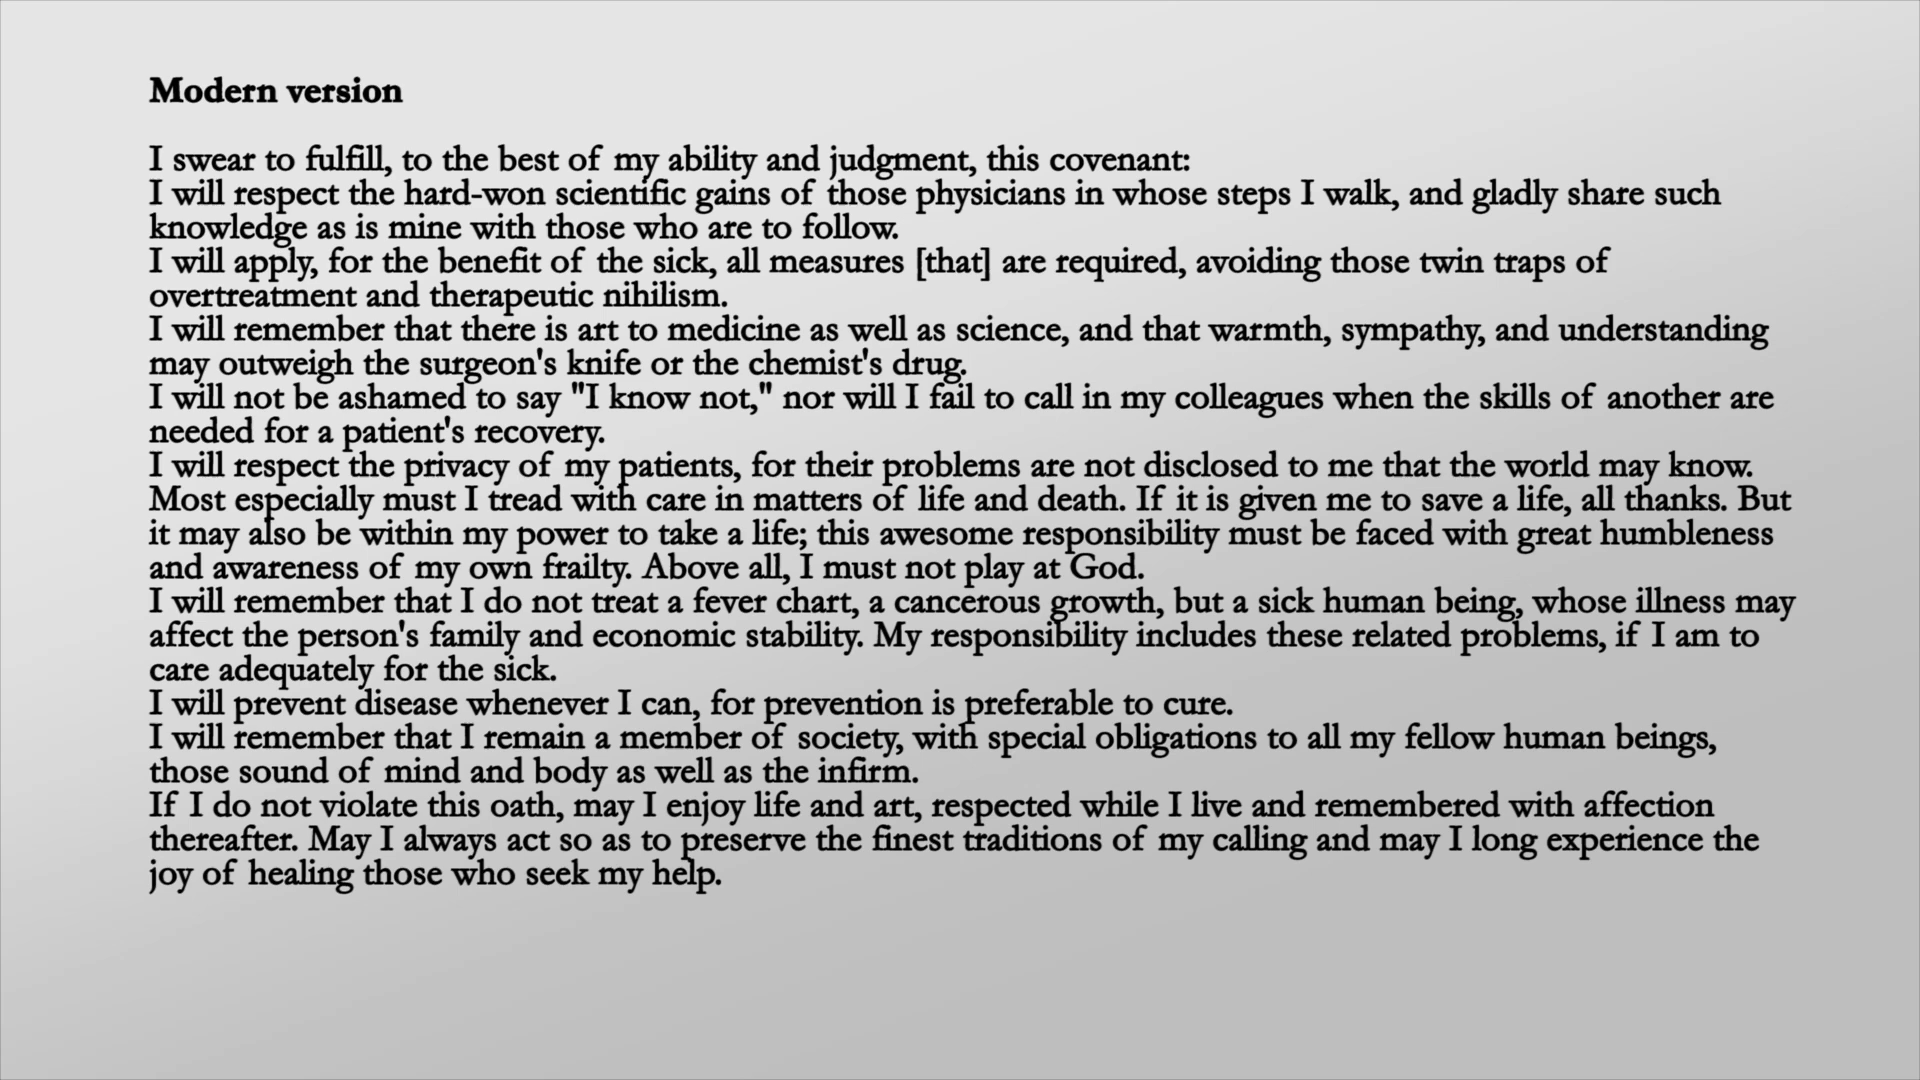 Modern version
I swear to fulfill, to the best of my ability and judgment, this covenant:
I will respect the hard-won scientific gains of those physicians in whose steps I walk, and gladly share such
knowledge as is mine with those who are to follow.
I will apply, for the benefit of the sick, all measures [that] are required, avoiding those twin traps of
overtreatment and therapeutic nihilism.
I will remember that there is art to medicine as well as science, and that warmth, sympathy, and understanding
may outweigh the surgeon's knife or the chemist's drug.
I will not be ashamed to say "I know not," nor will I fail to call in my colleagues when the skills of another are
needed for a patient's recovery.
I will respect the privacy of my patients, for their problems are not disclosed to me that the world may know.
Most especially must I tread with care in matters of life and death. If it is given me to save a life, all thanks. But
it may also be within my power to take a life; this awesome responsibility must be faced with great humbleness
and awareness of my own frailty. Above all, I must not play at God.
I will remember that I do not treat a fever chart, a cancerous growth, but a sick human being, whose illness may
affect the person's family and economic stability. My responsibility includes these related problems, if I am to
care adequately for the sick.
I will prevent disease whenever I can, for prevention is preferable to cure.
I will remember that I remain a member of society, with special obligations to all my fellow human beings,
those sound of mind and body as well as the infirm.
If I do not violate this oath, may I enjoy life and art, respected while I live and remembered with affection
thereafter. May I always act so as to preserve the finest traditions of my calling and may I long experience the
joy of healing those who seek my help.